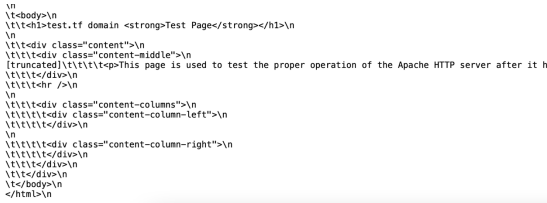 \n
\t<body>\n
\t\t<h1>test.tf domain <strong>Test Page</strong></h1>\n
\n
\t\t<div class="content">\n
\t\t\t<div class="content-middle">\n
[truncated]\t\t\t\t<p>This page is used to test the proper operation of the Apache HTTP server after it h
\t\t\t</div>\n
\t\t\t<hr />\n
\n
\t\t\t<div class="content-columns">\n
\t\t\t\t<div class="content-column-left">\n
\t\t\t\t</div>\n
\n
\t\t\t\t<div class="content-column-right">\n
\t\t\t\t</div>\n
\t\t\t</div>\n
\t\t</div>\n
\t</body>\n
</html>\n